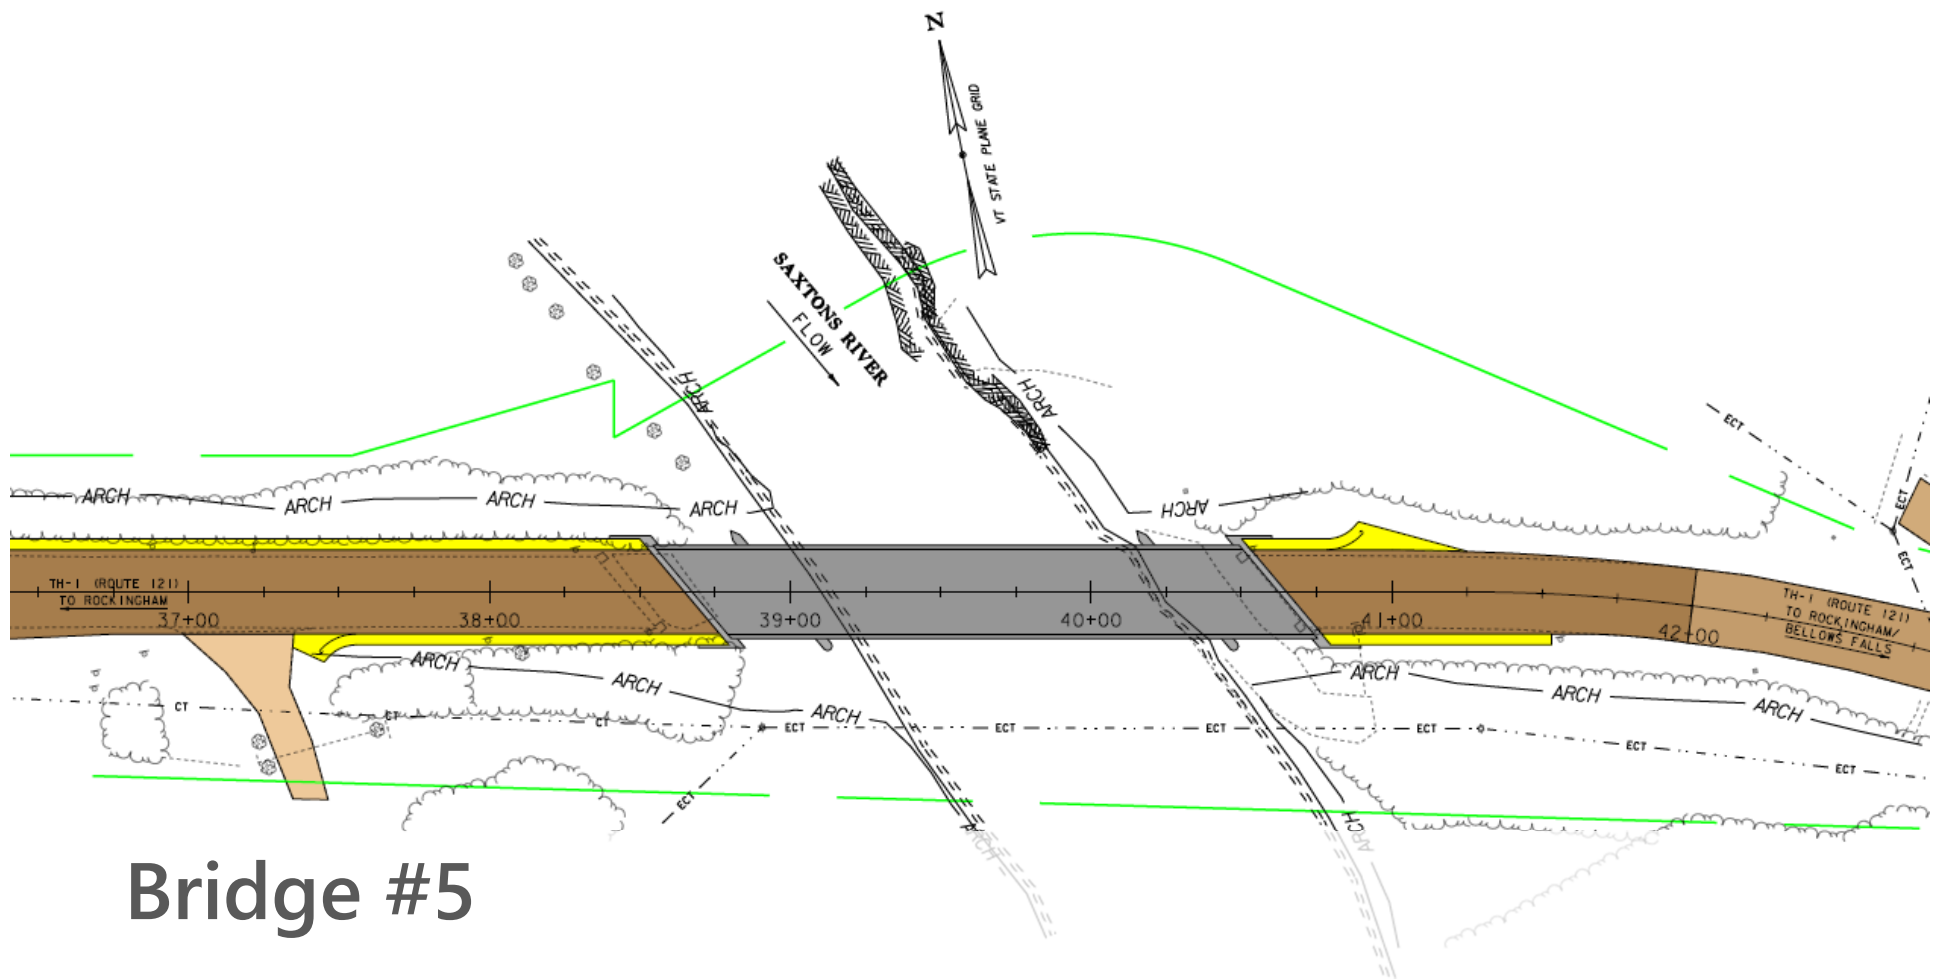 N
VT STATE PLANE GRID
SAXTONS RIVER
FLOW
ARCH
ARCH
ECT
ECT
ECT
ARCH
ARCH
ARCH
ARCH
ARCH
TH-1 (ROUTE 121)
TO ROCKINGHAM
37+00
38+00
39+00
40+00
41+00
42+00
TH-1 (ROUTE 121)
TO ROCKINGHAM/
BELLOWS FALLS
ARCH
ARCH
ARCH
ARCH
ARCH
ARCH
CT
CT
CT
ECT
ECT
ECT
ECT
ECT
ECT
ECT
ARCH
CH
ARCH
Bridge #5